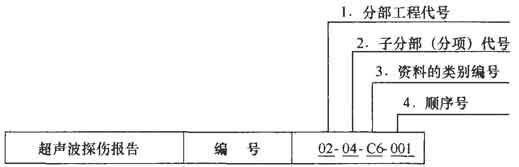 1. 分部工程代号
2. 子分部（分项）代号
3. 资料的类别编号
4. 顺序号
超声波探伤报告 编 号 02-04-C6-001